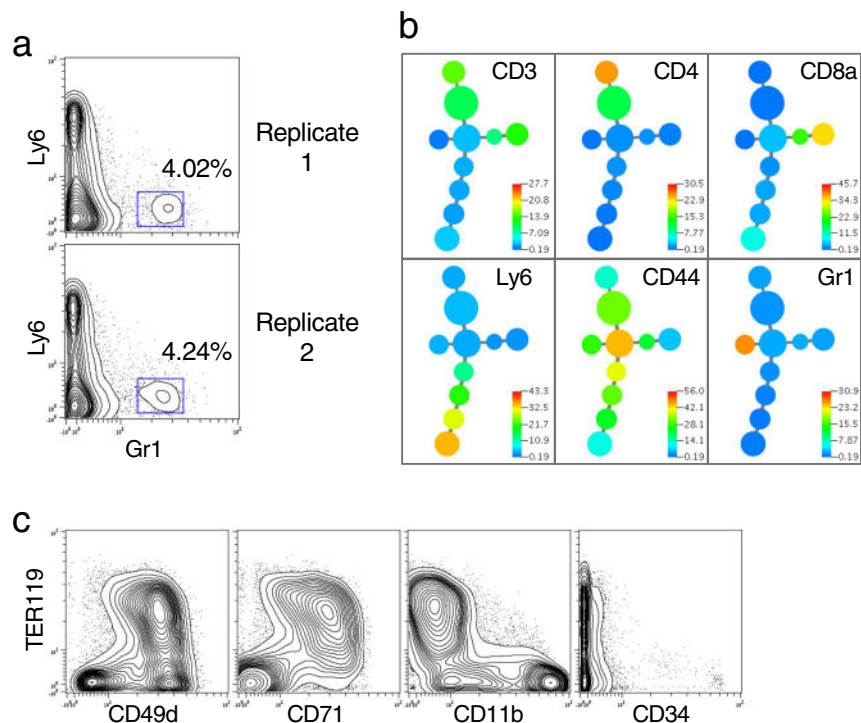 a
Ly6
4.02%
Replicate
1
Ly6
4.24%
Replicate
2
Gr1
b
CD3
27.7
20.8
13.9
7.09
0.19
CD4
30.5
22.9
15.3
7.77
0.19
CD8a
45.7
34.3
31.5
11.5
0.19
Ly6
43.3
32.5
21.7
10.9
0.19
CD44
56.0
42.1
28.1
14.1
0.19
Gr1
30.9
23.2
15.5
7.87
0.19
c
TER119
CD49d
CD71
CD11b
CD34